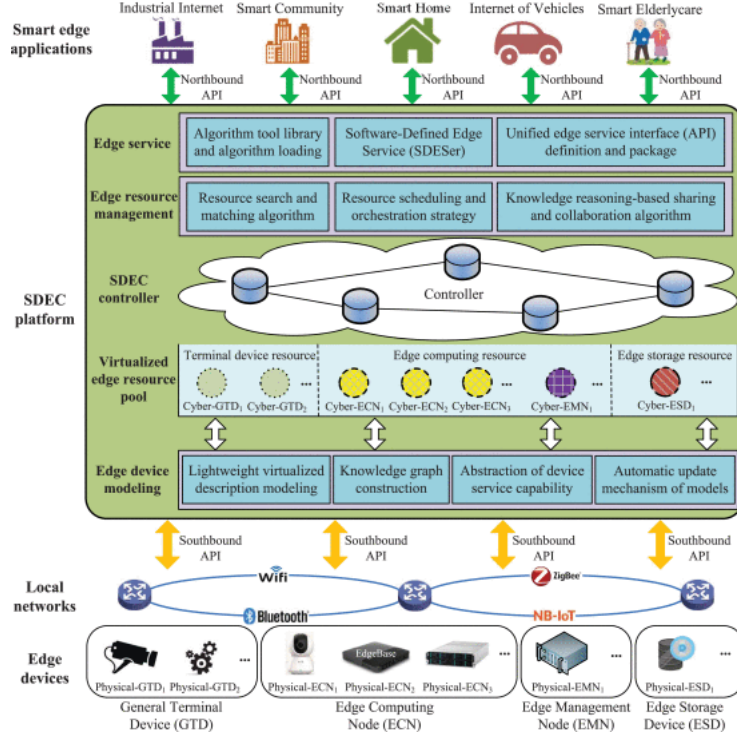 Smart edge
applications
Industrial Internet
Smart Community
Smart Home
Internet of Vehicles
Smart Elderlycare
Northbound
API
Northbound
API
Northbound
API
Northbound
API
Northbound
API
SDEC
platform
Edge service
Algorithm tool library
and algorithm loading
Software-Defined Edge
Service (SDESer)
Unified edge service interface (API)
definition and package
Edge resource
management
Resource search and
matching algorithm
Resource scheduling and
orchestration strategy
Knowledge reasoning-based sharing
and collaboration algorithm
SDEC
controller
Controller
Virtualized
edge resource
pool
Terminal device resource
Edge computing resource
Edge storage resource
...
...
...
...
Cyber-GTD₁
Cyber-GTD₂
Cyber-ECN₁
Cyber-ECN₂
Cyber-ECN₃
Cyber-EMN₁
Cyber-ESD₁
Edge device
modeling
Lightweight virtualized
description modeling
Knowledge graph
construction
Abstraction of device
service capability
Automatic update
mechanism of models
Southbound
API
Southbound
API
Southbound
API
Southbound
API
Local
networks
WiFi
ZigBee
Bluetooth
NB-IoT
Edge
devices
EdgeBase
...
...
...
...
Physical-GTD₁
Physical-GTD₂
Physical-ECN₁
Physical-ECN₂
Physical-ECN₃
Physical-EMN₁
Physical-ESD₁
General Terminal
Device (GTD)
Edge Computing
Node (ECN)
Edge Management
Node (EMN)
Edge Storage
Device (ESD)